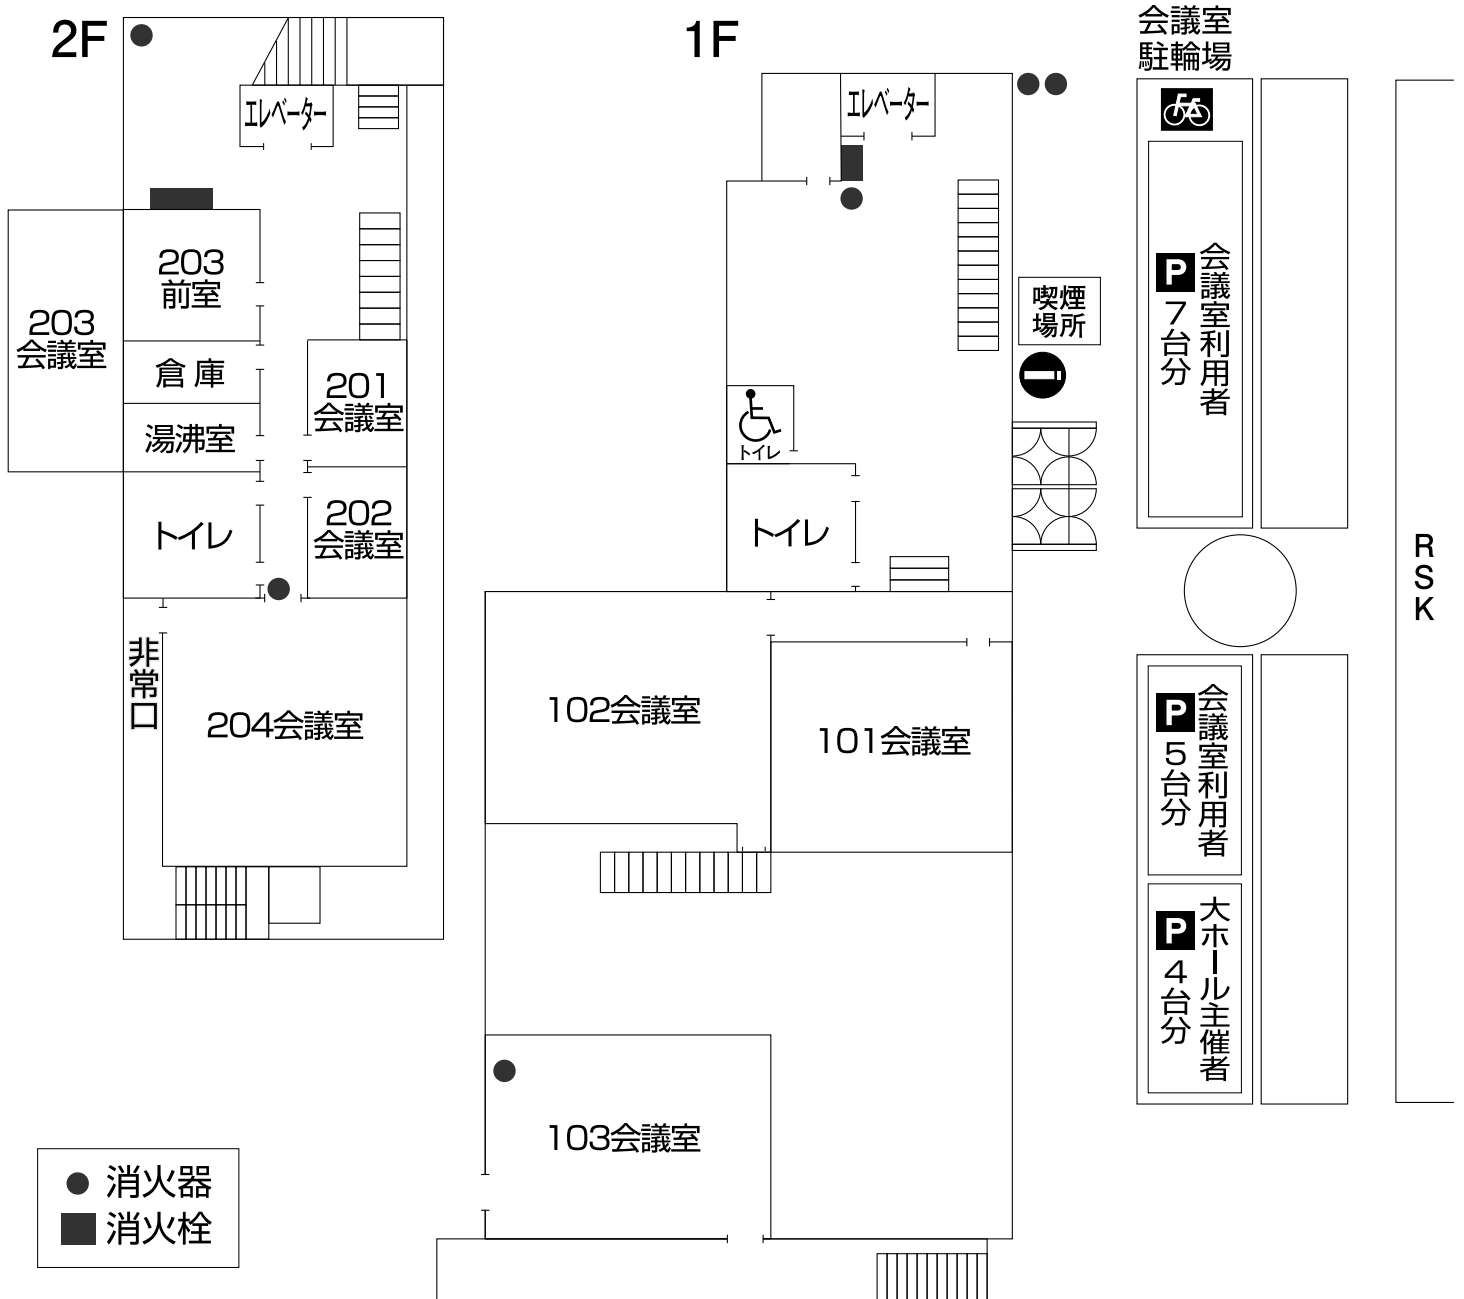 2F
エレベーター
203
前室
203
会議室
倉庫
湯沸室
201
会議室
トイレ
202
会議室
非常口
204会議室
消火器
消火栓
1F
エレベーター
喫煙
場所
トイレ
トイレ
102会議室
101会議室
103会議室
会議室
駐輪場
会議室利用者
P7台分
会議室利用者
P5台分
大ホール主催者
P4台分
RSK